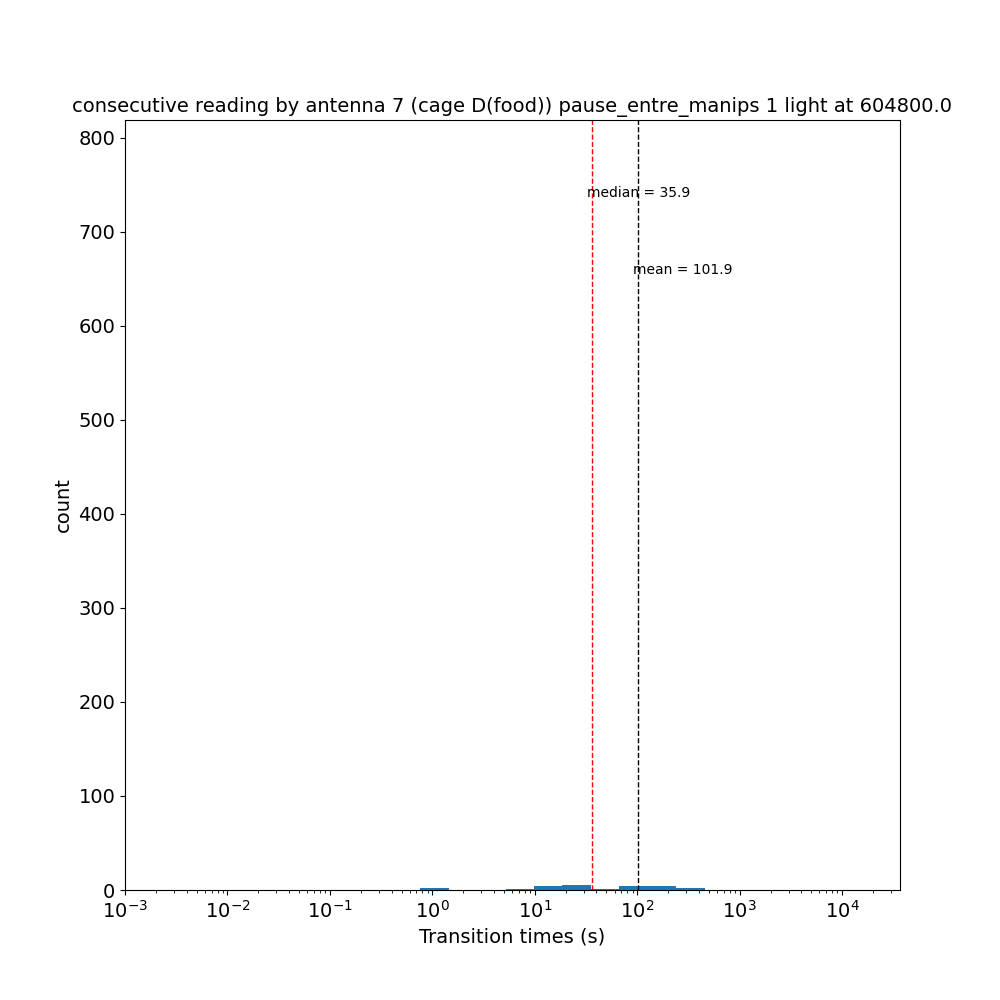 consecutive reading by antenna 7 (cage D(food)) pause_entre_manips 1 light at 604800.0
800
700
600
500
400
300
200
100
0
count
median = 35.9
mean = 101.9
10⁻³ 10⁻² 10⁻¹ 10⁰ 10¹ 10² 10³ 10⁴
Transition times (s)